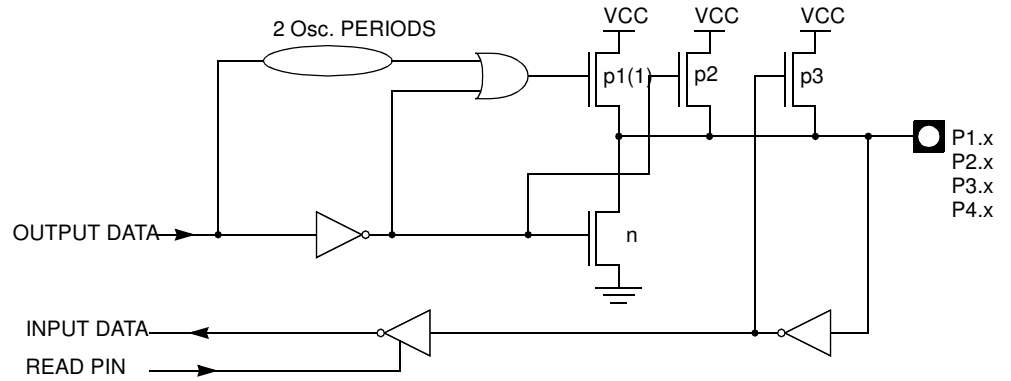 VCC
VCC
VCC
2 Osc. PERIODS
p1(1)
p2
p3
P1.x
P2.x
P3.x
P4.x
OUTPUT DATA
n
INPUT DATA
READ PIN